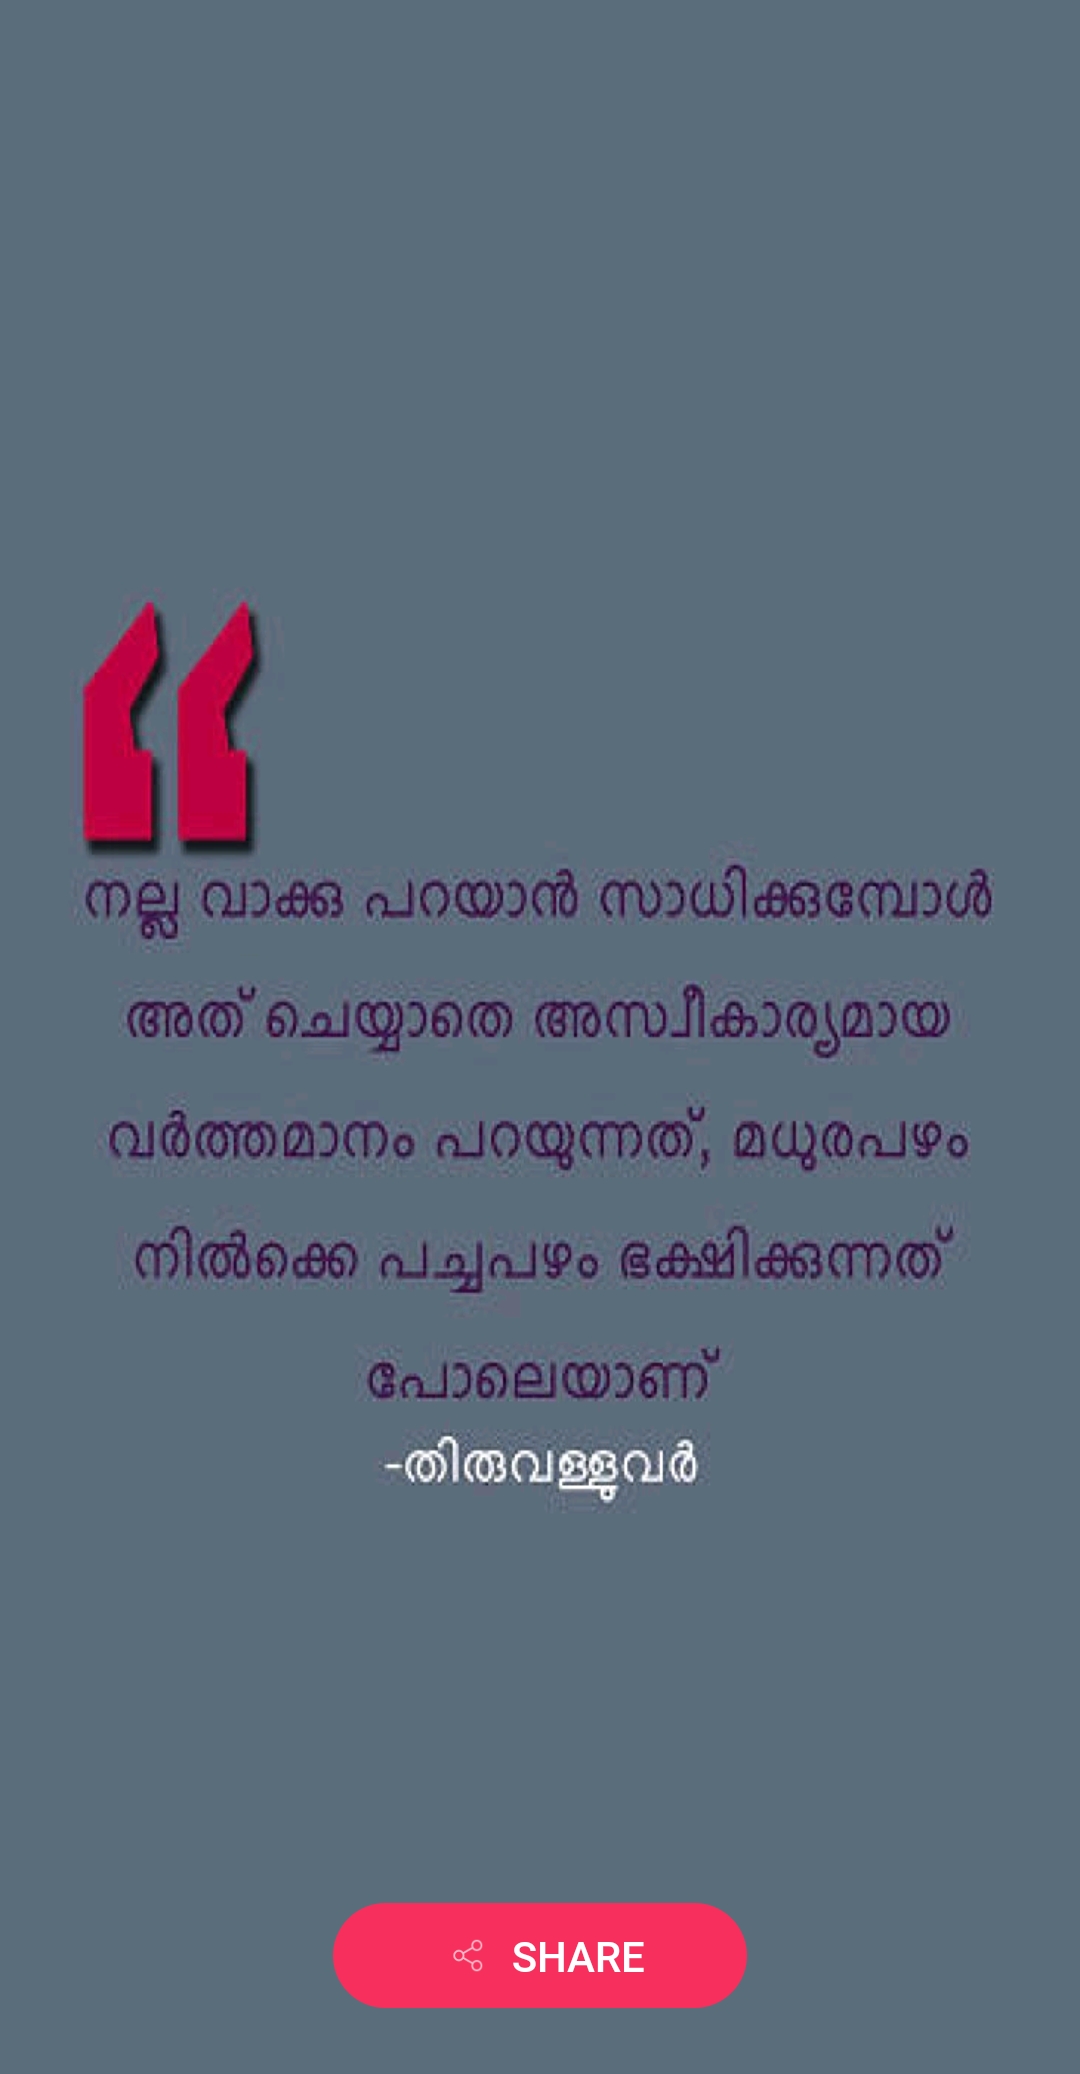 നല്ല വാക്കു പറയാൻ സാധിക്കുമ്പോൾ
അത് ചെയ്യാതെ അസ്വീകാര്യമായ
വർത്തമാനം പറയുന്നത്, മധുരപഴം
നിൽക്കെ പച്ചപഴം ഭക്ഷിക്കുന്നത്
പോലെയാണ്
-തിരുവള്ളുവർ
SHARE